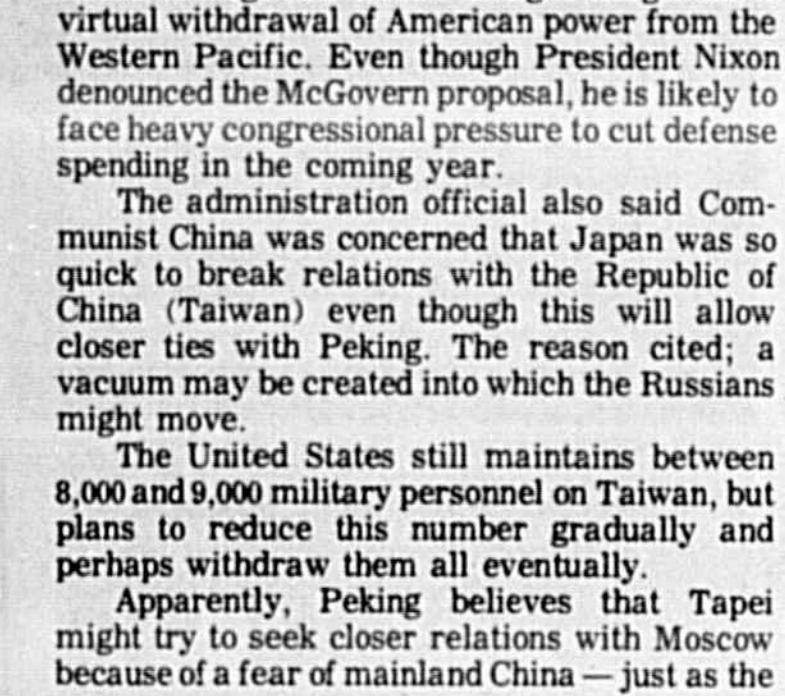 virtual withdrawal of American power from the
Western Pacific. Even though President Nixon
denounced the McGovern proposal, he is likely to
face heavy congressional pressure to cut defense
spending in the coming year.
The administration official also said Com-
munist China was concerned that Japan was so
quick to break relations with the Republic of
China (Taiwan) even though this will allow
closer ties with Peking. The reason cited; a
vacuum may be created into which the Russians
might move.
The United States still maintains between
8,000 and 9,000 military personnel on Taiwan, but
plans to reduce this number gradually and
perhaps withdraw them all eventually.
Apparently, Peking believes that Tapei
might try to seek closer relations with Moscow
because of a fear of mainland China — just as the